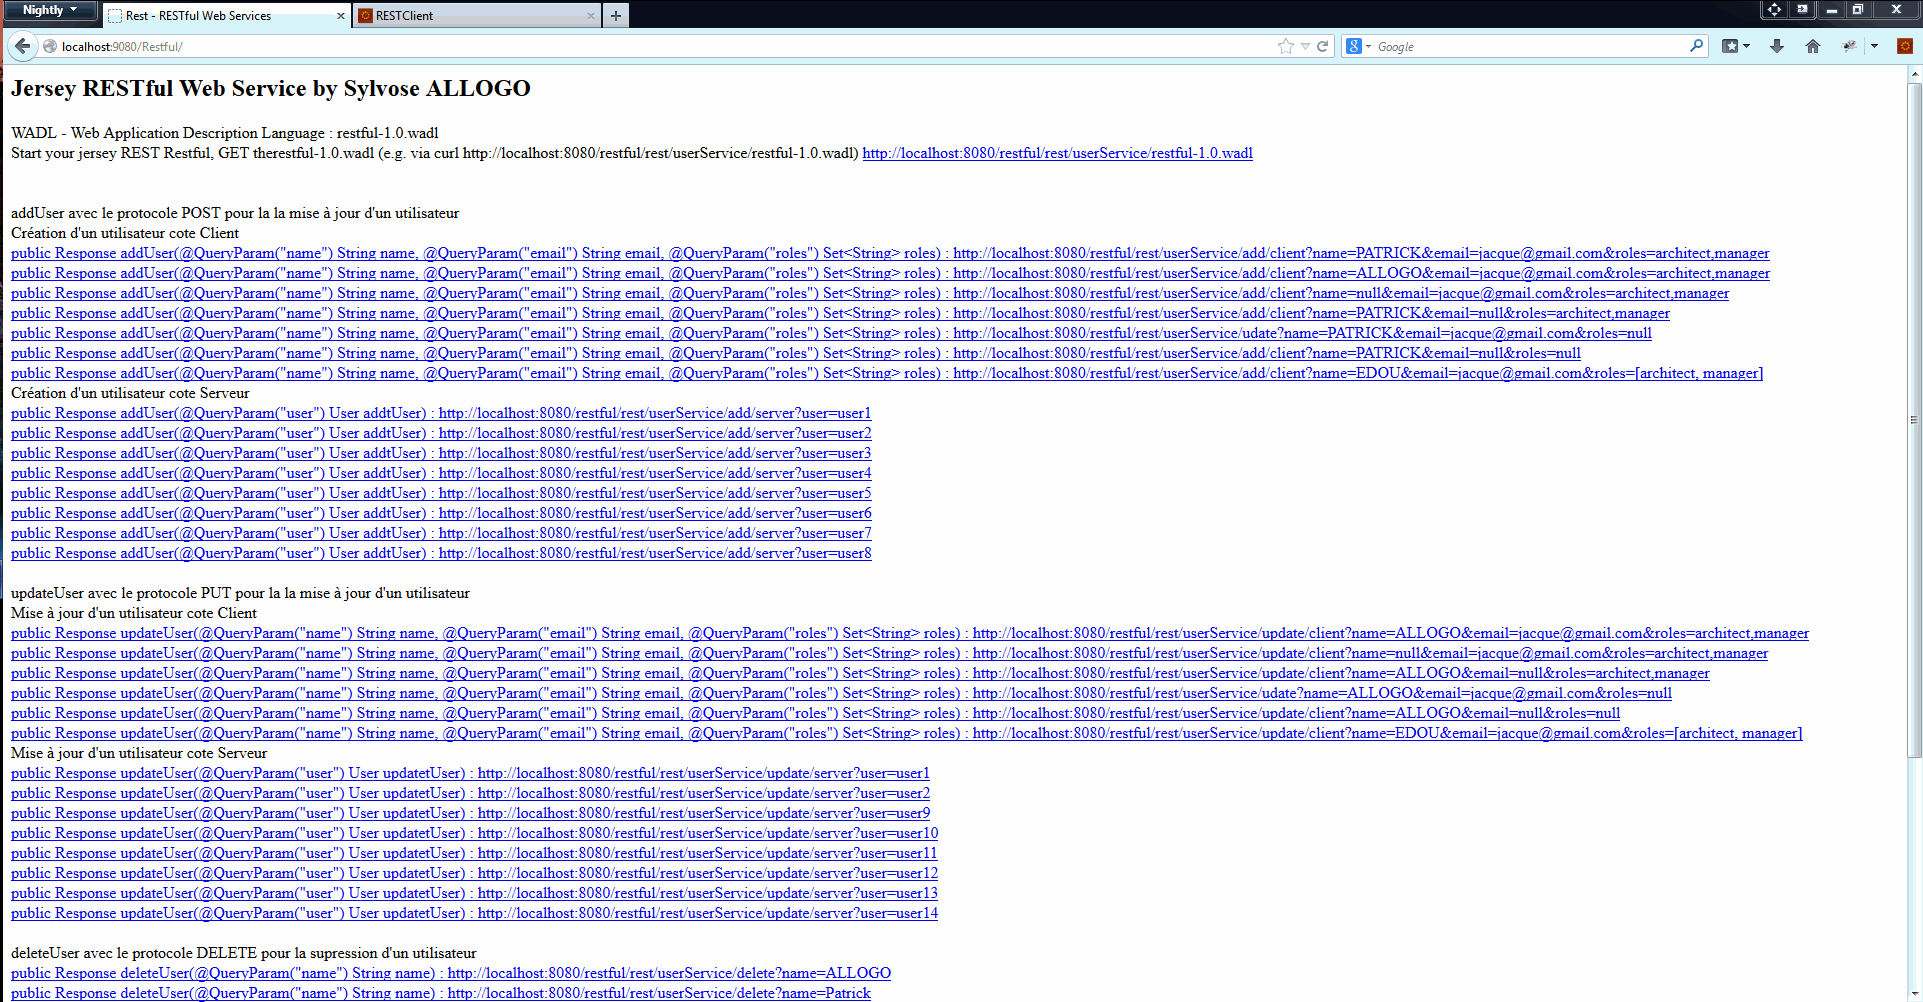 Nightly
Rest - RESTful Web Services
RESTClient
localhost:9080/Restful/
Google
Jersey RESTful Web Service by Sylvose ALLOGO
WADL - Web Application Description Language : restful-1.0.wadl
Start your jersey REST Restful, GET therestful-1.0.wadl (e.g. via curl http://localhost:8080/restful/rest/userService/restful-1.0.wadl) http://localhost:8080/restful/rest/userService/restful-1.0.wadl
addUser avec le protocole POST pour la la mise à jour d'un utilisateur
Création d'un utilisateur cote Client
public Response addUser(@QueryParam("name") String name, @QueryParam("email") String email, @QueryParam("roles") Set<String> roles) : http://localhost:8080/restful/rest/userService/add/client?name=PATRICK&email=jacque@gmail.com&roles=architect,manager
public Response addUser(@QueryParam("name") String name, @QueryParam("email") String email, @QueryParam("roles") Set<String> roles) : http://localhost:8080/restful/rest/userService/add/client?name=ALLOGO&email=jacque@gmail.com&roles=architect,manager
public Response addUser(@QueryParam("name") String name, @QueryParam("email") String email, @QueryParam("roles") Set<String> roles) : http://localhost:8080/restful/rest/userService/add/client?name=null&email=jacque@gmail.com&roles=architect,manager
public Response addUser(@QueryParam("name") String name, @QueryParam("email") String email, @QueryParam("roles") Set<String> roles) : http://localhost:8080/restful/rest/userService/add/client?name=PATRICK&email=null&roles=architect,manager
public Response addUser(@QueryParam("name") String name, @QueryParam("email") String email, @QueryParam("roles") Set<String> roles) : http://localhost:8080/restful/rest/userService/udate?name=PATRICK&email=jacque@gmail.com&roles=null
public Response addUser(@QueryParam("name") String name, @QueryParam("email") String email, @QueryParam("roles") Set<String> roles) : http://localhost:8080/restful/rest/userService/add/client?name=PATRICK&email=null&roles=null
public Response addUser(@QueryParam("name") String name, @QueryParam("email") String email, @QueryParam("roles") Set<String> roles) : http://localhost:8080/restful/rest/userService/add/client?name=EDOU&email=jacque@gmail.com&roles=[architect, manager]
Création d'un utilisateur cote Serveur
public Response addUser(@QueryParam("user") User addtUser) : http://localhost:8080/restful/rest/userService/add/server?user=user1
public Response addUser(@QueryParam("user") User addtUser) : http://localhost:8080/restful/rest/userService/add/server?user=user2
public Response addUser(@QueryParam("user") User addtUser) : http://localhost:8080/restful/rest/userService/add/server?user=user3
public Response addUser(@QueryParam("user") User addtUser) : http://localhost:8080/restful/rest/userService/add/server?user=user4
public Response addUser(@QueryParam("user") User addtUser) : http://localhost:8080/restful/rest/userService/add/server?user=user5
public Response addUser(@QueryParam("user") User addtUser) : http://localhost:8080/restful/rest/userService/add/server?user=user6
public Response addUser(@QueryParam("user") User addtUser) : http://localhost:8080/restful/rest/userService/add/server?user=user7
public Response addUser(@QueryParam("user") User addtUser) : http://localhost:8080/restful/rest/userService/add/server?user=user8
updateUser avec le protocole PUT pour la la mise à jour d'un utilisateur
Mise à jour d'un utilisateur cote Client
public Response updateUser(@QueryParam("name") String name, @QueryParam("email") String email, @QueryParam("roles") Set<String> roles) : http://localhost:8080/restful/rest/userService/update/client?name=ALLOGO&email=jacque@gmail.com&roles=architect,manager
public Response updateUser(@QueryParam("name") String name, @QueryParam("email") String email, @QueryParam("roles") Set<String> roles) : http://localhost:8080/restful/rest/userService/update/client?name=null&email=jacque@gmail.com&roles=architect,manager
public Response updateUser(@QueryParam("name") String name, @QueryParam("email") String email, @QueryParam("roles") Set<String> roles) : http://localhost:8080/restful/rest/userService/update/client?name=ALLOGO&email=null&roles=architect,manager
public Response updateUser(@QueryParam("name") String name, @QueryParam("email") String email, @QueryParam("roles") Set<String> roles) : http://localhost:8080/restful/rest/userService/udate?name=ALLOGO&email=jacque@gmail.com&roles=null
public Response updateUser(@QueryParam("name") String name, @QueryParam("email") String email, @QueryParam("roles") Set<String> roles) : http://localhost:8080/restful/rest/userService/update/client?name=ALLOGO&email=null&roles=null
public Response updateUser(@QueryParam("name") String name, @QueryParam("email") String email, @QueryParam("roles") Set<String> roles) : http://localhost:8080/restful/rest/userService/update/client?name=EDOU&email=jacque@gmail.com&roles=[architect, manager]
Mise à jour d'un utilisateur cote Serveur
public Response updateUser(@QueryParam("user") User updatetUser) : http://localhost:8080/restful/rest/userService/update/server?user=user1
public Response updateUser(@QueryParam("user") User updatetUser) : http://localhost:8080/restful/rest/userService/update/server?user=user2
public Response updateUser(@QueryParam("user") User updatetUser) : http://localhost:8080/restful/rest/userService/update/server?user=user9
public Response updateUser(@QueryParam("user") User updatetUser) : http://localhost:8080/restful/rest/userService/update/server?user=user10
public Response updateUser(@QueryParam("user") User updatetUser) : http://localhost:8080/restful/rest/userService/update/server?user=user11
public Response updateUser(@QueryParam("user") User updatetUser) : http://localhost:8080/restful/rest/userService/update/server?user=user12
public Response updateUser(@QueryParam("user") User updatetUser) : http://localhost:8080/restful/rest/userService/update/server?user=user13
public Response updateUser(@QueryParam("user") User updatetUser) : http://localhost:8080/restful/rest/userService/update/server?user=user14
deleteUser avec le protocole DELETE pour la supression d'un utilisateur
public Response deleteUser(@QueryParam("name") String name) : http://localhost:8080/restful/rest/userService/delete?name=ALLOGO
public Response deleteUser(@QueryParam("name") String name) : http://localhost:8080/restful/rest/userService/delete?name=Patrick